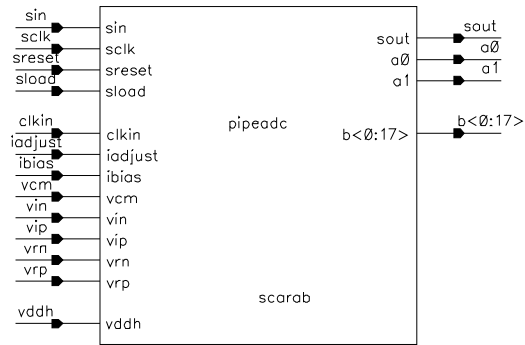 sin
sclk
sreset
sload
clkin
iadjust
ibias
vcm
vin
vip
vrn
vrp
vddh
sin
sclk
sreset
sload
clkin
iadjust
ibias
vcm
vin
vip
vrn
vrp
vddh
pipeadc
scarab
sout
a0
a1
b<0:17>
sout
a0
a1
b<0:17>